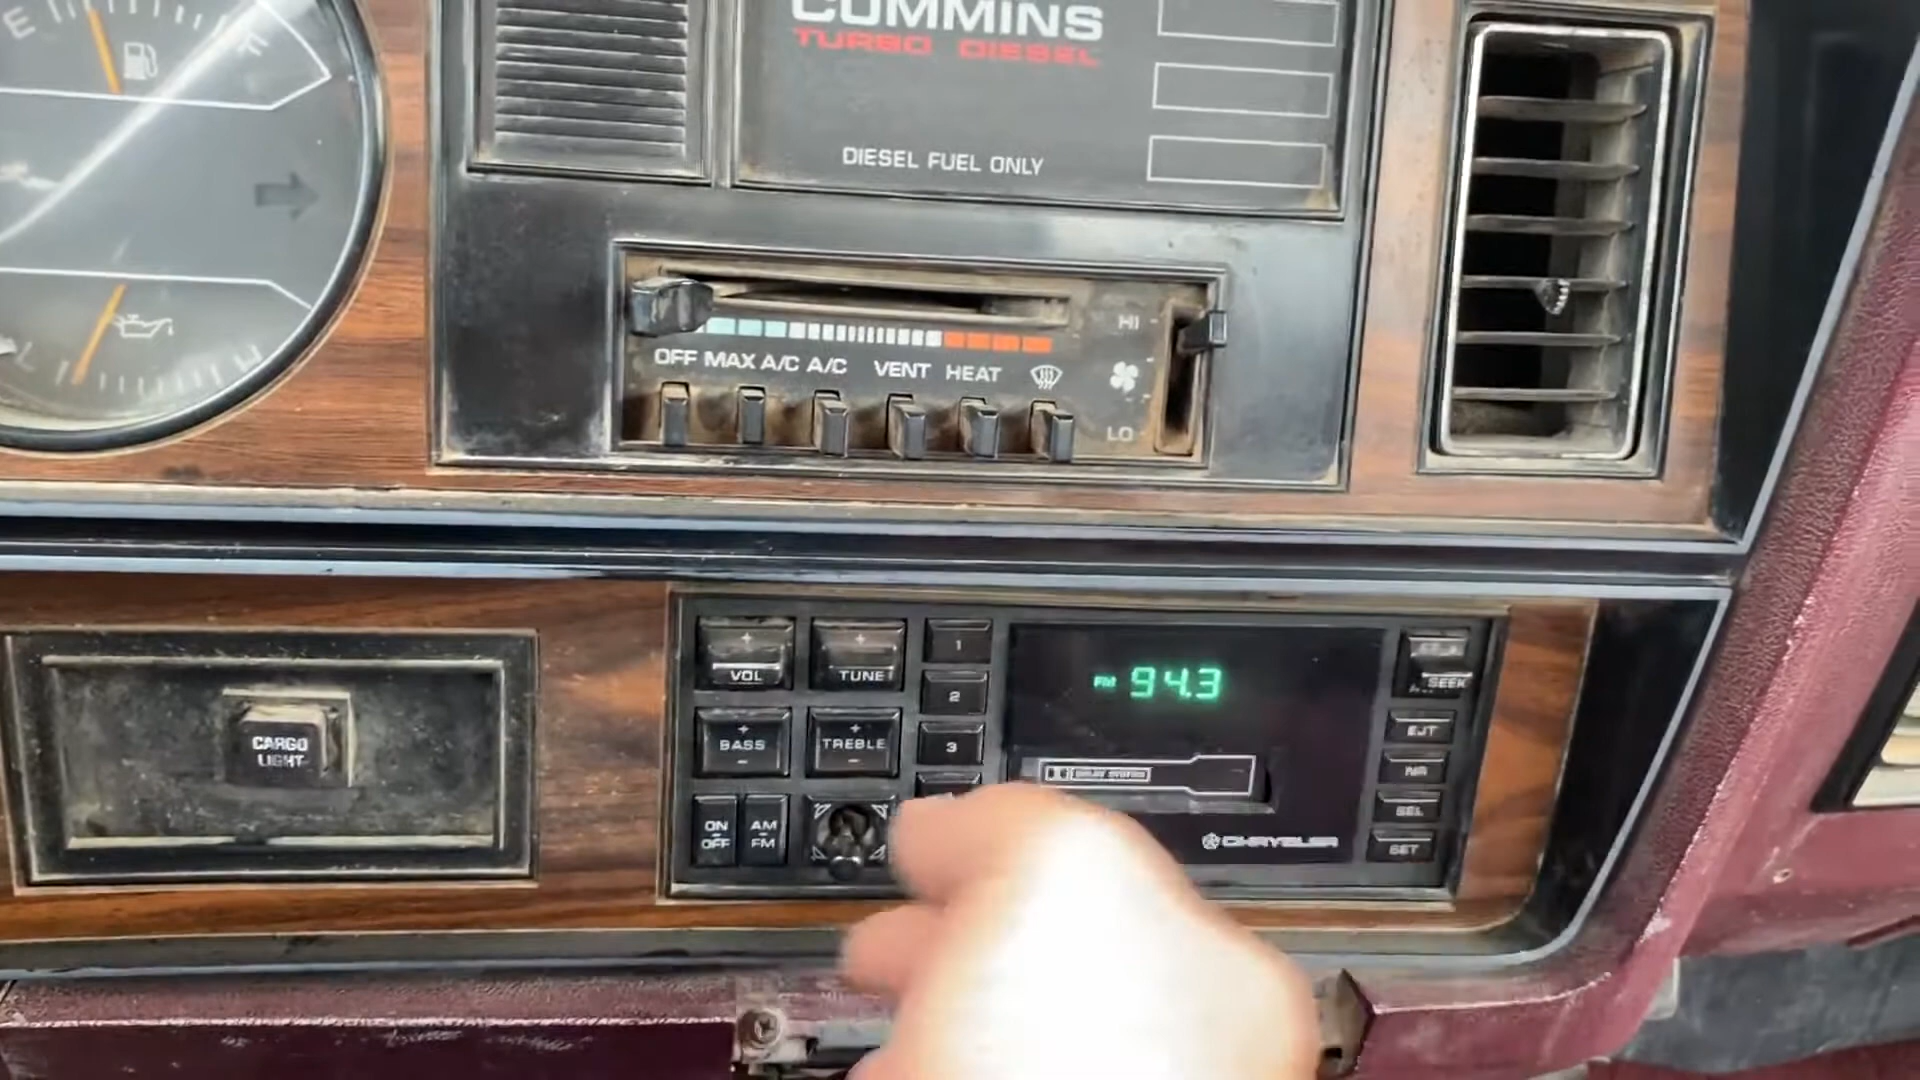 E
F
CUMMINS
TURBO DIESEL
DIESEL FUEL ONLY
HI
OFF MAX A/C A/C VENT HEAT
LO
L
H
CARGO
LIGHT
+
VOL
+
TUNE
1
2
3
+
BASS
-
+
TREBLE
-
ON
OFF
AM
FM
FM 94.3
SEEK
EJT
NR
SEL
SET
CHRYSLER